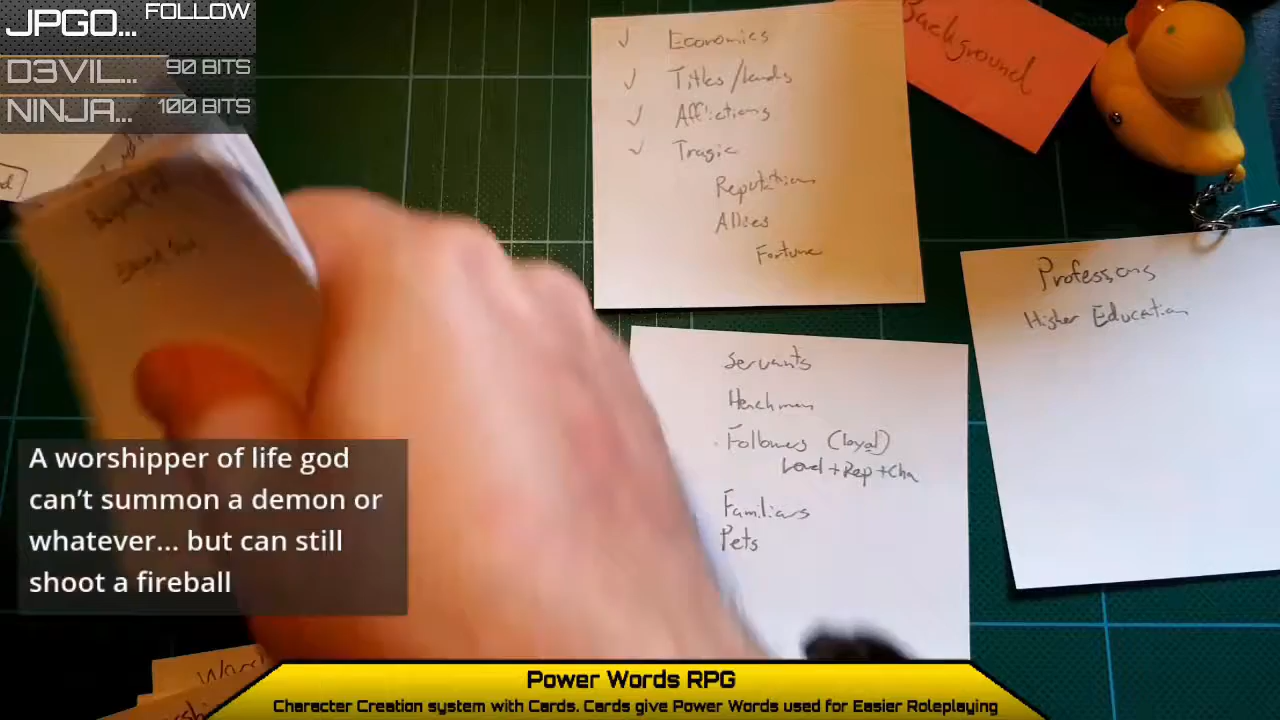 JPGO...
FOLLOW
D3VIL...
90 BITS
NINJA...
100 BITS
Background
✓ Economics
✓ Titles/Lands
✓ Afflictions
✓ Tragic
Reputation
Allies
Fortune
Professions
Higher Education
Servants
Henchman
Followers (loyal)
Level + Rep + Cha
Familiars
Pets
A worshipper of life god
can't summon a demon or
whatever... but can still
shoot a fireball
Power Words RPG
Character Creation system with Cards. Cards give Power Words used for Easier Roleplaying